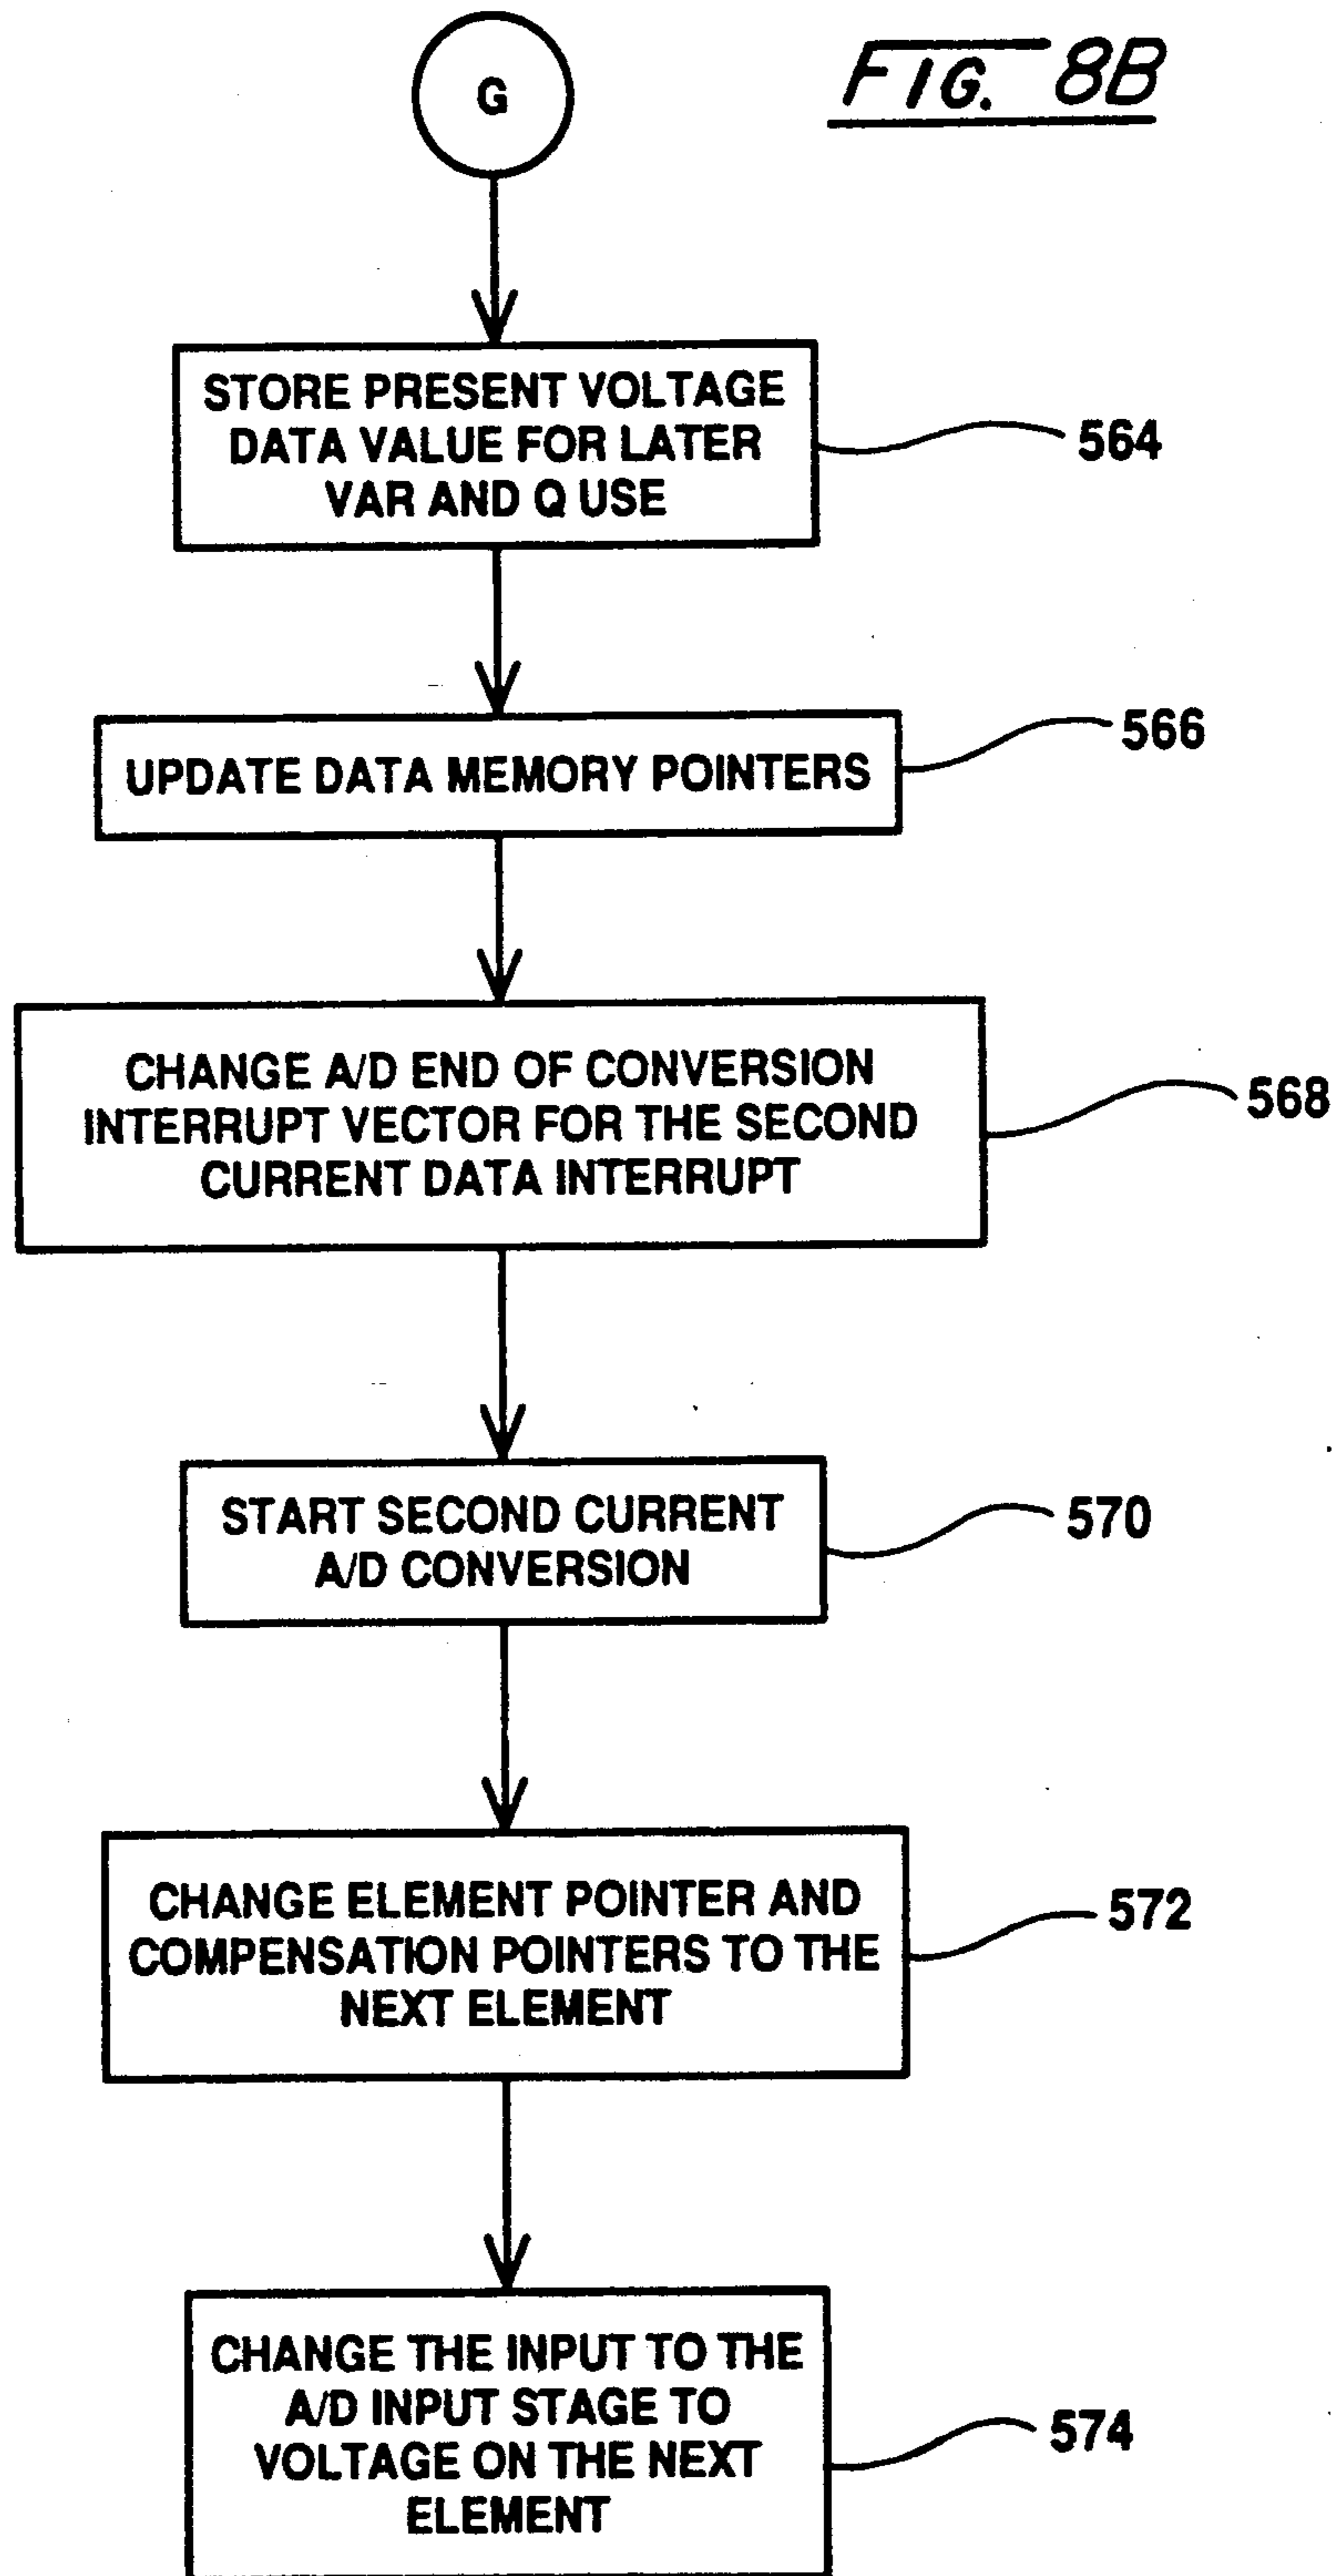 G
FIG. 8B
STORE PRESENT VOLTAGE
DATA VALUE FOR LATER
VAR AND Q USE
564
UPDATE DATA MEMORY POINTERS
566
CHANGE A/D END OF CONVERSION
INTERRUPT VECTOR FOR THE SECOND
CURRENT DATA INTERRUPT
568
START SECOND CURRENT
A/D CONVERSION
570
CHANGE ELEMENT POINTER AND
COMPENSATION POINTERS TO THE
NEXT ELEMENT
572
CHANGE THE INPUT TO THE
A/D INPUT STAGE TO
VOLTAGE ON THE NEXT
ELEMENT
574